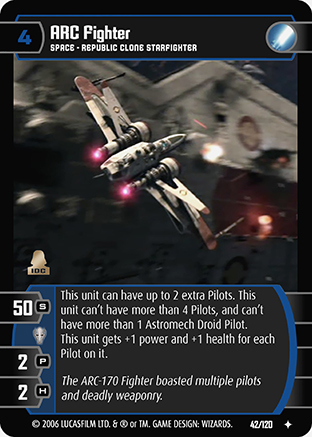 4
ARC Fighter
SPACE - REPUBLIC CLONE STARFIGHTER
IDC
50 S
This unit can have up to 2 extra Pilots. This
unit can't have more than 4 Pilots, and can't
have more than 1 Astromech Droid Pilot.
This unit gets +1 power and +1 health for each
Pilot on it.
2 P
2 H
The ARC-170 Fighter boasted multiple pilots
and deadly weaponry.
© 2006 LUCASFILM LTD. & ® or TM. GAME DESIGN: WIZARDS.
42/120